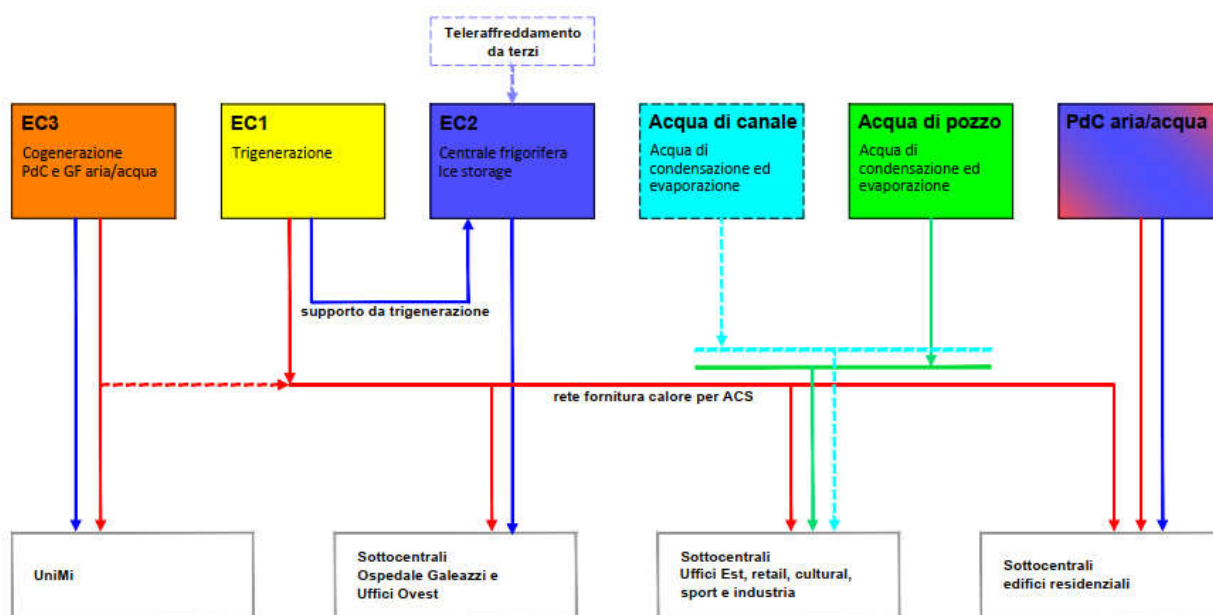 Teleraffreddamento
da terzi
EC3
Cogenerazione
PdC e GF aria/acqua
EC1
Trigenerazione
EC2
Centrale frigorifera
Ice storage
Acqua di canale
Acqua di
condensazione ed
evaporazione
Acqua di pozzo
Acqua di
condensazione ed
evaporazione
PdC aria/acqua
supporto da trigenerazione
rete fornitura calore per ACS
UniMi
Sottocentrali
Ospedale Galeazzi e
Uffici Ovest
Sottocentrali
Uffici Est, retail, cultural,
sport e industria
Sottocentrali
edifici residenziali